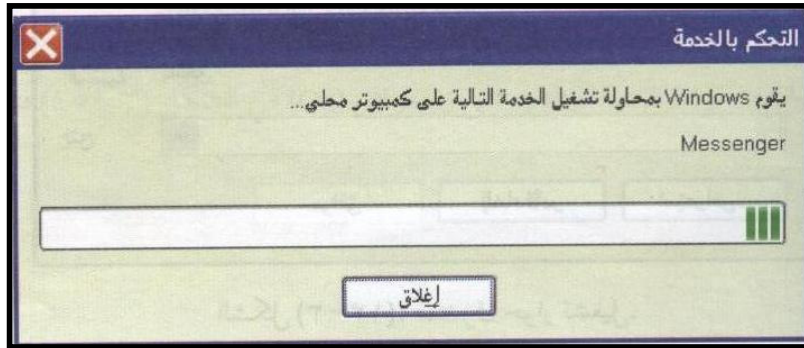 التحكم بالخدمة
يقوم Windows بمحاولة تشغيل الخدمة التالية على كمبيوتر محلي...
Messenger
إغلاق